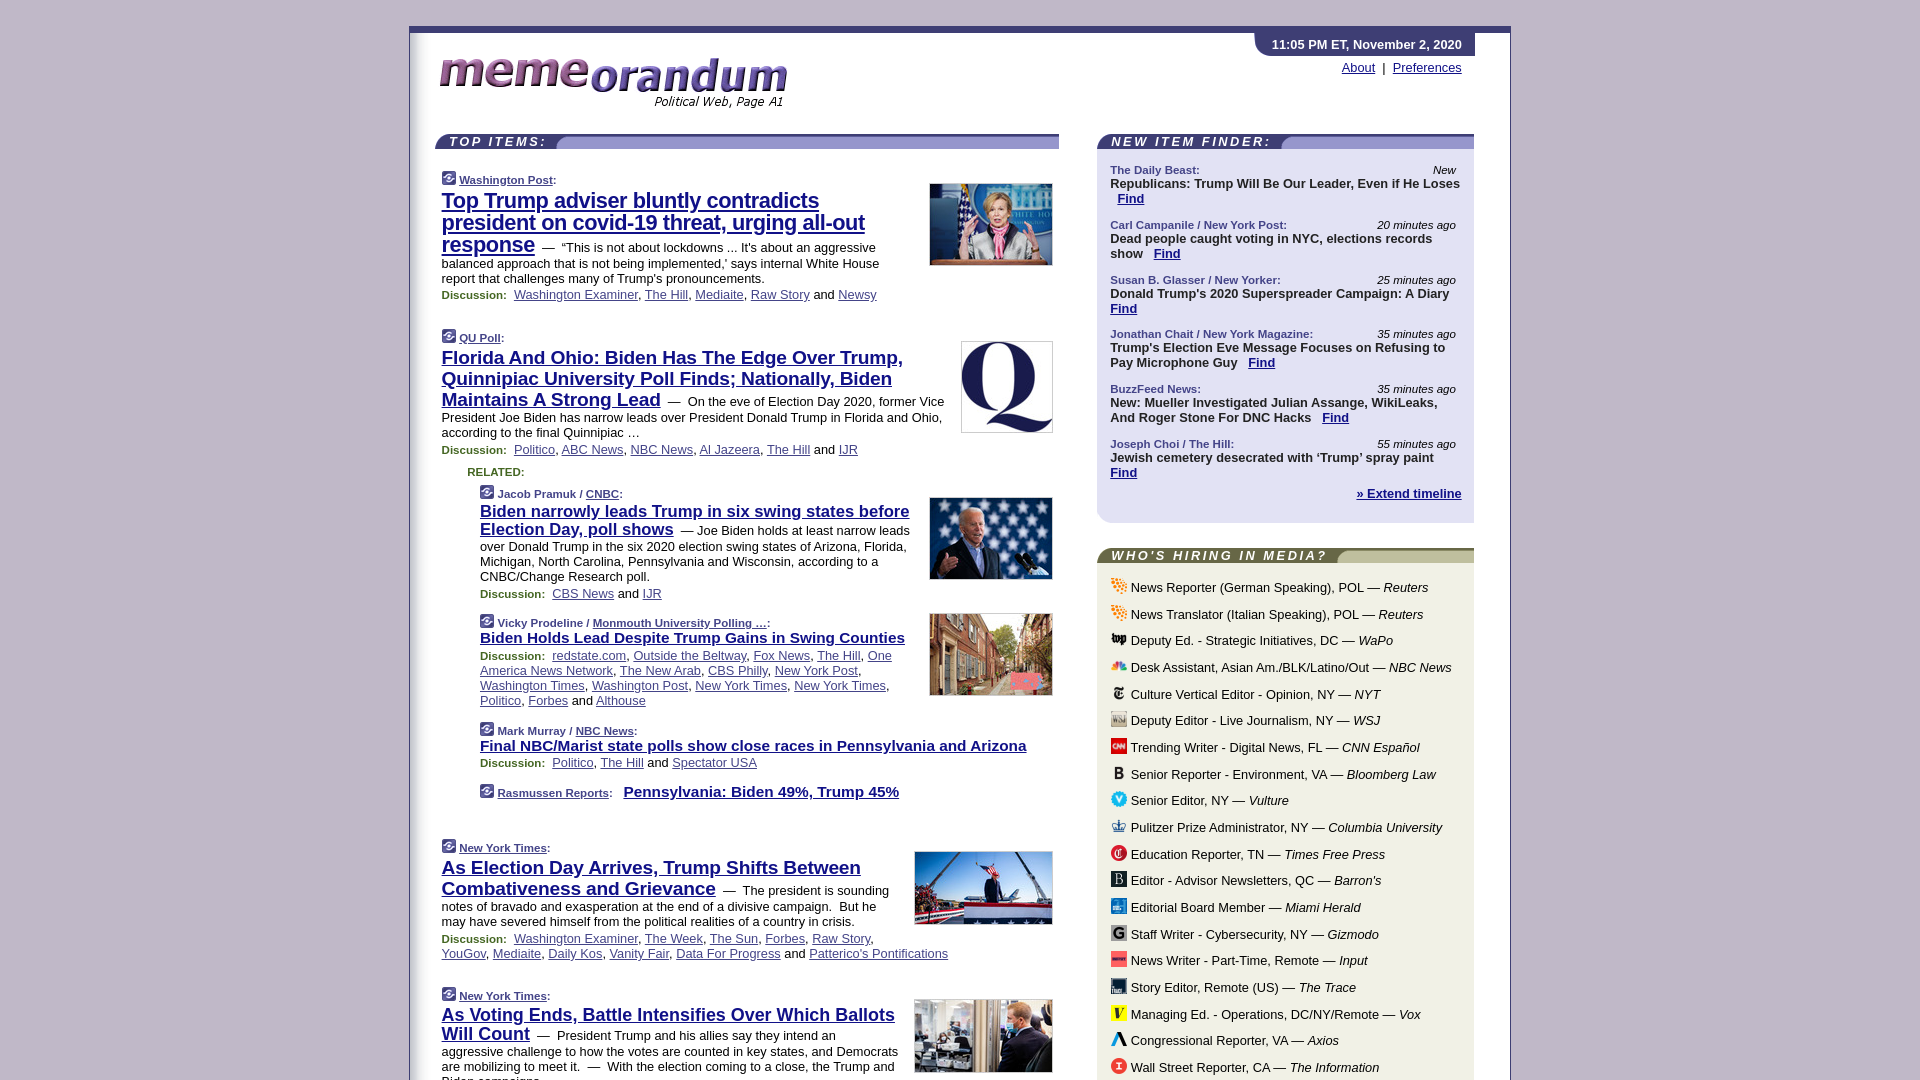 11:05 PM ET, November 2, 2020
About | Preferences
memeorandum
Political Web, Page A1
TOP ITEMS:
Washington Post:
Top Trump adviser bluntly contradicts
president on covid-19 threat, urging all-out
response — “This is not about lockdowns ... It's about an aggressive
balanced approach that is not being implemented,' says internal White House
report that challenges many of Trump's pronouncements.
Discussion: Washington Examiner, The Hill, Mediaite, Raw Story and Newsy
QU Poll:
Florida And Ohio: Biden Has The Edge Over Trump,
Quinnipiac University Poll Finds; Nationally, Biden
Maintains A Strong Lead — On the eve of Election Day 2020, former Vice
President Joe Biden has narrow leads over President Donald Trump in Florida and Ohio,
according to the final Quinnipiac …
Q
Discussion: Politico, ABC News, NBC News, Al Jazeera, The Hill and IJR
RELATED:
Jacob Pramuk / CNBC:
Biden narrowly leads Trump in six swing states before
Election Day, poll shows — Joe Biden holds at least narrow leads
over Donald Trump in the six 2020 election swing states of Arizona, Florida,
Michigan, North Carolina, Pennsylvania and Wisconsin, according to a
CNBC/Change Research poll.
Discussion: CBS News and IJR
Vicky Prodeline / Monmouth University Polling …:
Biden Holds Lead Despite Trump Gains in Swing Counties
Discussion: redstate.com, Outside the Beltway, Fox News, The Hill, One
America News Network, The New Arab, CBS Philly, New York Post,
Washington Times, Washington Post, New York Times, New York Times,
Politico, Forbes and Althouse
Mark Murray / NBC News:
Final NBC/Marist state polls show close races in Pennsylvania and Arizona
Discussion: Politico, The Hill and Spectator USA
Rasmussen Reports: Pennsylvania: Biden 49%, Trump 45%
New York Times:
As Election Day Arrives, Trump Shifts Between
Combativeness and Grievance — The president is sounding
notes of bravado and exasperation at the end of a divisive campaign. But he
may have severed himself from the political realities of a country in crisis.
Discussion: Washington Examiner, The Week, The Sun, Forbes, Raw Story,
YouGov, Mediaite, Daily Kos, Vanity Fair, Data For Progress and Patterico's Pontifications
New York Times:
As Voting Ends, Battle Intensifies Over Which Ballots
Will Count — President Trump and his allies say they intend an
aggressive challenge to how the votes are counted in key states, and Democrats
are mobilizing to meet it. — With the election coming to a close, the Trump and
NEW ITEM FINDER:
The Daily Beast: New
Republicans: Trump Will Be Our Leader, Even if He Loses
Find
Carl Campanile / New York Post: 20 minutes ago
Dead people caught voting in NYC, elections records
show Find
Susan B. Glasser / New Yorker: 25 minutes ago
Donald Trump's 2020 Superspreader Campaign: A Diary
Find
Jonathan Chait / New York Magazine: 35 minutes ago
Trump's Election Eve Message Focuses on Refusing to
Pay Microphone Guy Find
BuzzFeed News: 35 minutes ago
New: Mueller Investigated Julian Assange, WikiLeaks,
And Roger Stone For DNC Hacks Find
Joseph Choi / The Hill: 55 minutes ago
Jewish cemetery desecrated with ‘Trump’ spray paint
Find
» Extend timeline
WHO'S HIRING IN MEDIA?
News Reporter (German Speaking), POL — Reuters
News Translator (Italian Speaking), POL — Reuters
Deputy Ed. - Strategic Initiatives, DC — WaPo
Desk Assistant, Asian Am./BLK/Latino/Out — NBC News
Culture Vertical Editor - Opinion, NY — NYT
Deputy Editor - Live Journalism, NY — WSJ
Trending Writer - Digital News, FL — CNN Español
Senior Reporter - Environment, VA — Bloomberg Law
Senior Editor, NY — Vulture
Pulitzer Prize Administrator, NY — Columbia University
Education Reporter, TN — Times Free Press
Editor - Advisor Newsletters, QC — Barron's
Editorial Board Member — Miami Herald
Staff Writer - Cybersecurity, NY — Gizmodo
News Writer - Part-Time, Remote — Input
Story Editor, Remote (US) — The Trace
Managing Ed. - Operations, DC/NY/Remote — Vox
Congressional Reporter, VA — Axios
Wall Street Reporter, CA — The Information